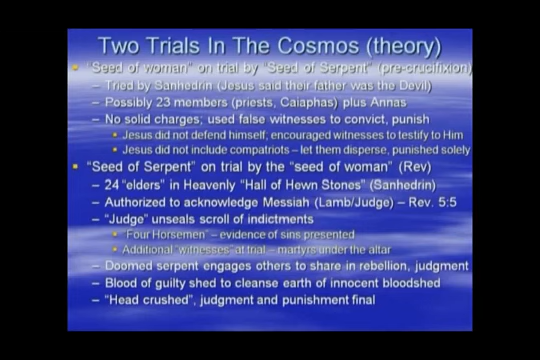 Two Trials In The Cosmos (theory)
"Seed of woman" on trial by "Seed of Serpent" (pre-crucifixion)
– Tried by Sanhedrin (Jesus said their father was the Devil)
– Possibly 23 members (priests, Caiaphas) plus Annas
– No solid charges; used false witnesses to convict, punish
Jesus did not defend himself; encouraged witnesses to testify to Him
Jesus did not include compatriots – let them disperse, punished solely
"Seed of Serpent" on trial by the "seed of woman" (Rev)
– 24 "elders" in Heavenly "Hall of Hewn Stones" (Sanhedrin)
– Authorized to acknowledge Messiah (Lamb/Judge) – Rev. 5:5
– "Judge" unseals scroll of indictments
"Four Horsemen" – evidence of sins presented
Additional "witnesses" at trial – martyrs under the altar
– Doomed serpent engages others to share in rebellion, judgment
– Blood of guilty shed to cleanse earth of innocent bloodshed
– "Head crushed", judgment and punishment final